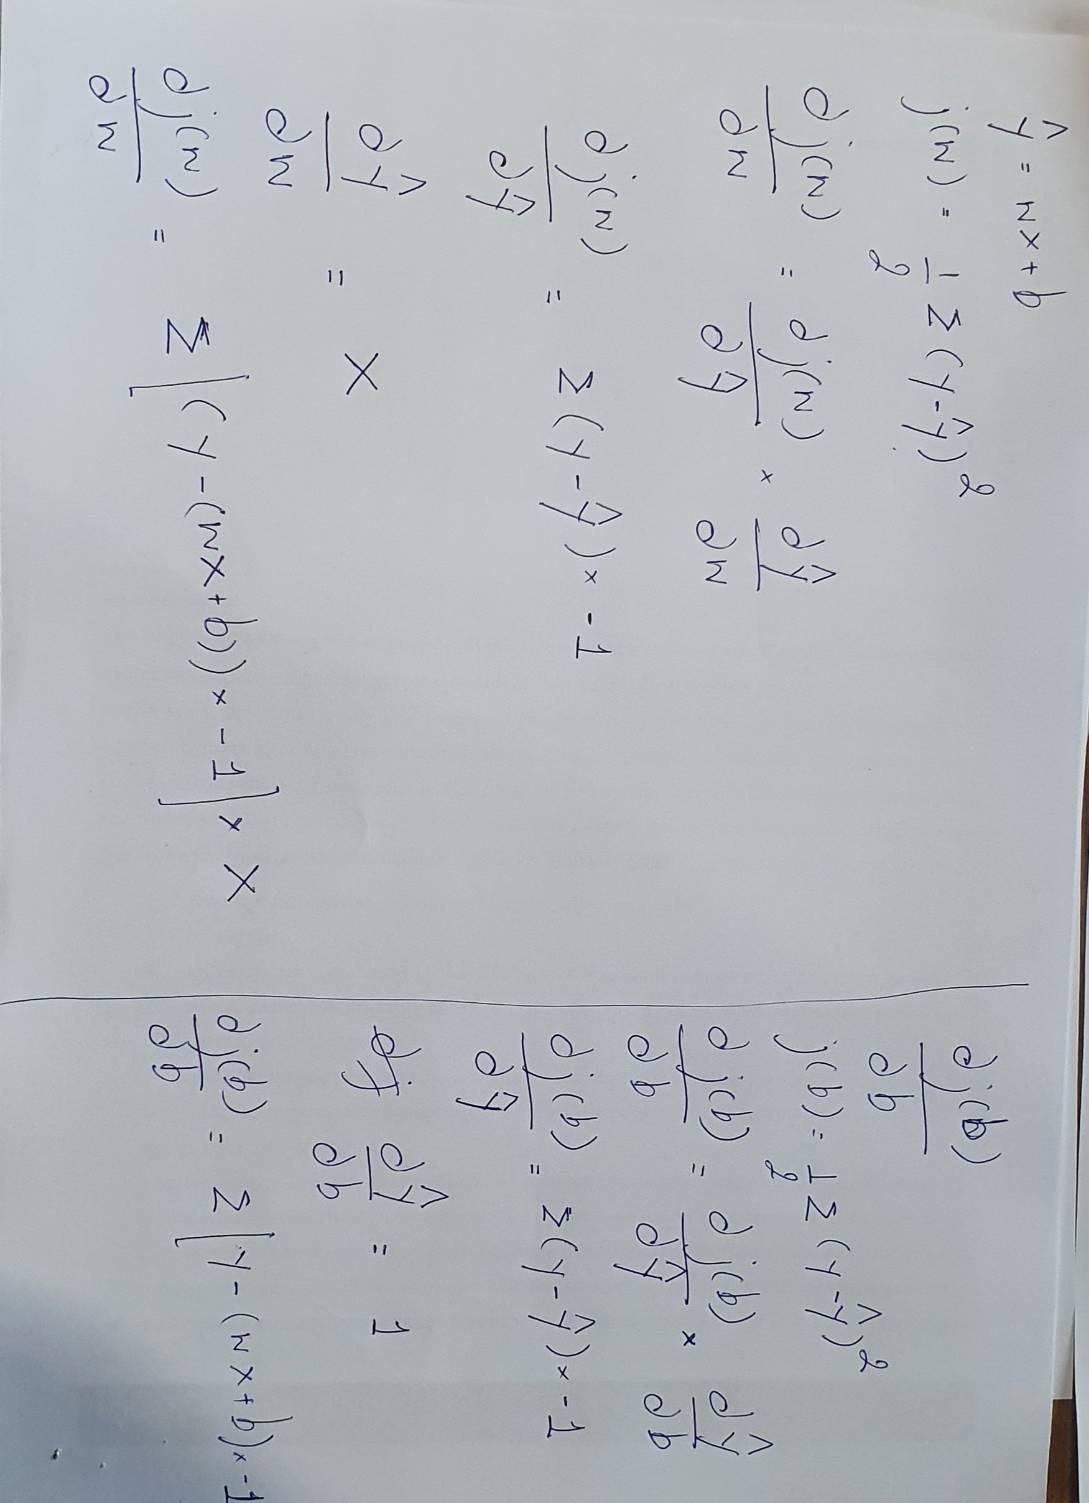 ŷ = wx + b
j(w) = 1/2 Σ (y - ŷ)²
∂j(w)/∂w = ∂j(w)/∂ŷ × ∂ŷ/∂w
∂j(w)/∂ŷ = Σ (y - ŷ) × -1
∂ŷ/∂w = x
∂j(w)/∂w = Σ [(y - (wx + b)) × -1] × x
∂j(b)/∂b
j(b) = 1/2 Σ (y - ŷ)²
∂j(b)/∂b = ∂j(b)/∂ŷ × ∂ŷ/∂b
∂j(b)/∂ŷ = Σ (y - ŷ) × -1
∂ŷ/∂b = 1
∂j(b)/∂b = Σ [y - (wx + b) × -1